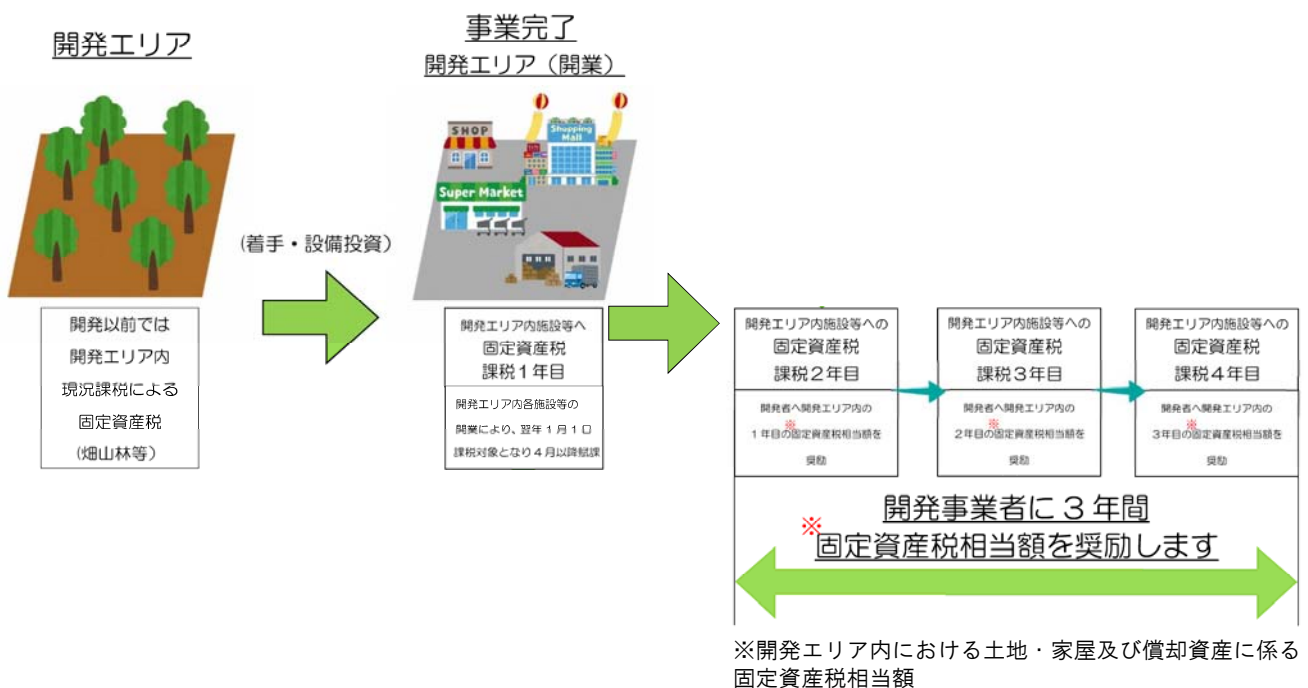 開発エリア
事業完了
開発エリア(開業)
SHOP
Shopping
Mall
Super Market
(着手・設備投資)
開発以前では
開発エリア内
現況課税による
固定資産税
(畑山林等)
開発エリア内施設等へ
固定資産税
課税1年目
開発エリア内各施設等の
開業により、翌年1月1日
課税対象となり4月以降賦課
開発エリア内施設等への
固定資産税
課税2年目
開発者へ開発エリア内の
※
1年目の固定資産税相当額を
奨励
開発エリア内施設等への
固定資産税
課税3年目
開発者へ開発エリア内の
※
2年目の固定資産税相当額を
奨励
開発エリア内施設等への
固定資産税
課税4年目
開発者へ開発エリア内の
※
3年目の固定資産税相当額を
奨励
開発事業者に3年間
※
固定資産税相当額を奨励します
※開発エリア内における土地・家屋及び償却資産に係る
固定資産税相当額